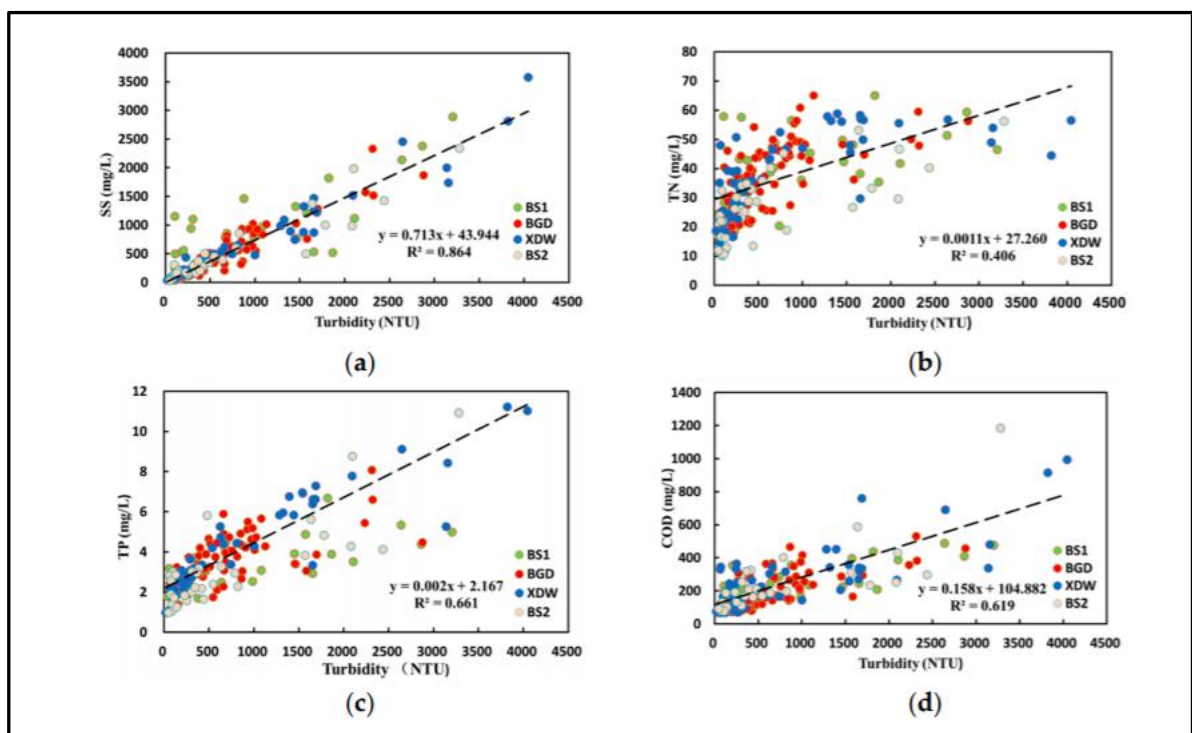 4000
3500
3000
2500
2000
1500
1000
500
0
SS (mg/L)
BS1
BGD
XDW
BS2
y = 0.713x + 43.944
R² = 0.864
0 500 1000 1500 2000 2500 3000 3500 4000 4500
Turbidity (NTU)
(a)
80
70
60
50
40
30
20
10
0
TN (mg/L)
BS1
BGD
XDW
BS2
y = 0.0011x + 27.260
R² = 0.406
0 500 1000 1500 2000 2500 3000 3500 4000 4500
Turbidity (NTU)
(b)
12
10
8
6
4
2
0
TP (mg/L)
BS1
BGD
XDW
BS2
y = 0.002x + 2.167
R² = 0.661
0 500 1000 1500 2000 2500 3000 3500 4000 4500
Turbidity （NTU)
(c)
1400
1200
1000
800
600
400
200
0
COD (mg/L)
BS1
BGD
XDW
BS2
y = 0.158x + 104.882
R² = 0.619
0 500 1000 1500 2000 2500 3000 3500 4000 4500
Turbidity (NTU)
(d)